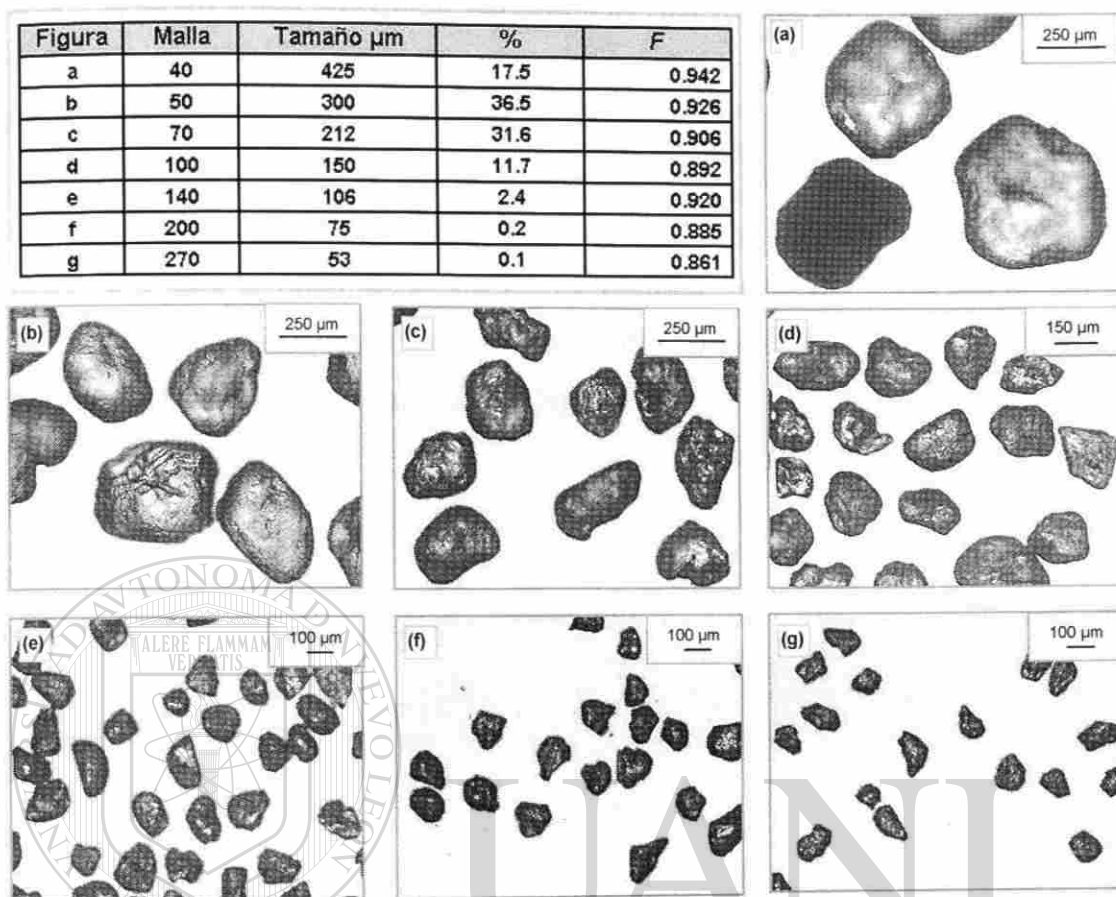 Figura Malla Tamaño µm % F
a 40 425 17.5 0.942
b 50 300 36.5 0.926
c 70 212 31.6 0.906
d 100 150 11.7 0.892
e 140 106 2.4 0.920
f 200 75 0.2 0.885
g 270 53 0.1 0.861
(a) 250 µm
(b) 250 µm
(c) 250 µm
(d) 150 µm
(e) 100 µm
(f) 100 µm
(g) 100 µm
ALERE FLAMMAM
VERITATIS
UANL